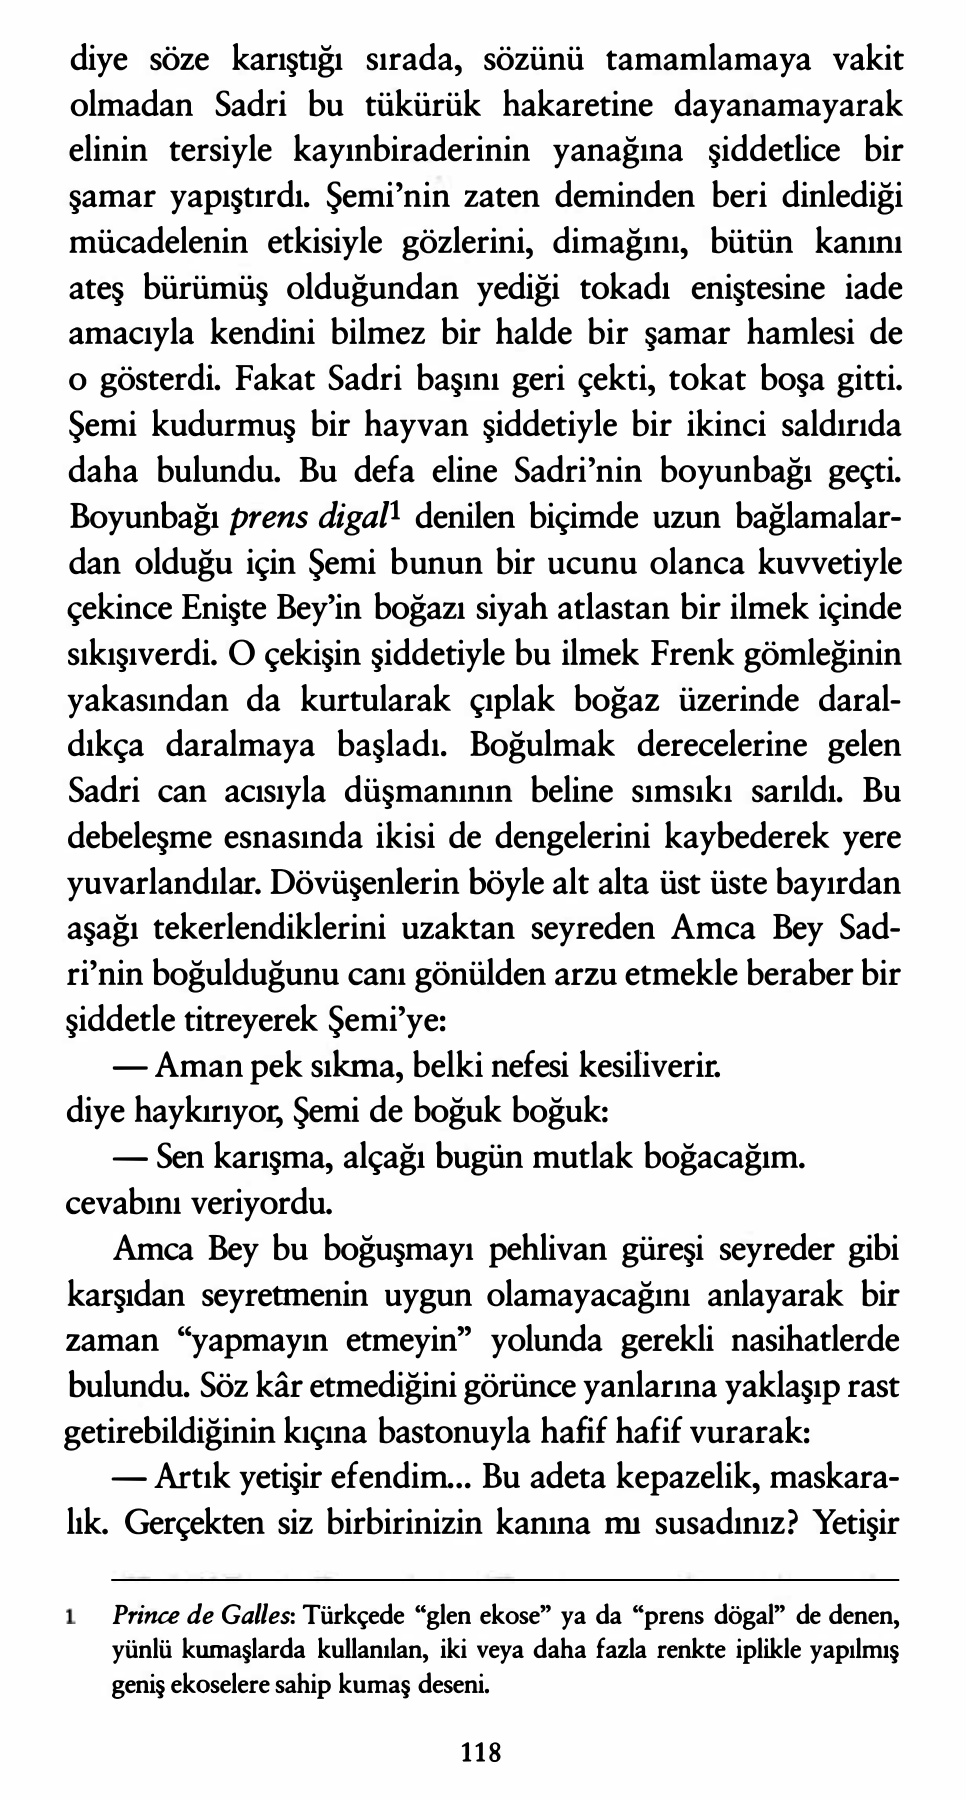 diye söze karıştığı sırada, sözünü tamamlamaya vakit
olmadan Sadri bu tükürük hakaretine dayanamayarak
elinin tersiyle kayınbiraderinin yanağına şiddetlice bir
şamar yapıştırdı. Şemi’nin zaten deminden beri dinlediği
mücadelenin etkisiyle gözlerini, dimağını, bütün kanını
ateş bürümüş olduğundan yediği tokadı eniştesine iade
amacıyla kendini bilmez bir halde bir şamar hamlesi de
o gösterdi. Fakat Sadri başını geri çekti, tokat boşa gitti.
Şemi kudurmuş bir hayvan şiddetiyle bir ikinci saldırıda
daha bulundu. Bu defa eline Sadri’nin boyunbağı geçti.
Boyunbağı prens digal1 denilen biçimde uzun bağlamalar-
dan olduğu için Şemi bunun bir ucunu olanca kuvvetiyle
çekince Enişte Bey’in boğazı siyah atlastan bir ilmek içinde
sıkışıverdi. O çekişin şiddetiyle bu ilmek Frenk gömleğinin
yakasından da kurtularak çıplak boğaz üzerinde daral-
dıkça daralmaya başladı. Boğulmak derecelerine gelen
Sadri can acısıyla düşmanının beline sımsıkı sarıldı. Bu
debeleşme esnasında ikisi de dengelerini kaybederek yere
yuvarlandılar. Dövüşenlerin böyle alt alta üst üste bayırdan
aşağı tekerlendiklerini uzaktan seyreden Amca Bey Sad-
ri’nin boğulduğunu canı gönülden arzu etmekle beraber bir
şiddetle titreyerek Şemi’ye:
— Aman pek sıkma, belki nefesi kesiliverir.
diye haykırıyor, Şemi de boğuk boğuk:
— Sen karışma, alçağı bugün mutlak boğacağım.
cevabını veriyordu.
Amca Bey bu boğuşmayı pehlivan güreşi seyreder gibi
karşıdan seyretmenin uygun olamayacağını anlayarak bir
zaman “yapmayın etmeyin” yolunda gerekli nasihatlerde
bulundu. Söz kâr etmediğini görünce yanlarına yaklaşıp rast
getirebildiğinin kıçına bastonuyla hafif hafif vurarak:
— Artık yetişir efendim... Bu adeta kepazelik, maskara-
lık. Gerçekten siz birbirinizin kanına mı susadınız? Yetişir
1 Prince de Galles: Türkçede “glen ekose” ya da “prens dögal” de denen,
yünlü kumaşlarda kullanılan, iki veya daha fazla renkte iplikle yapılmış
geniş ekoselere sahip kumaş deseni.
118